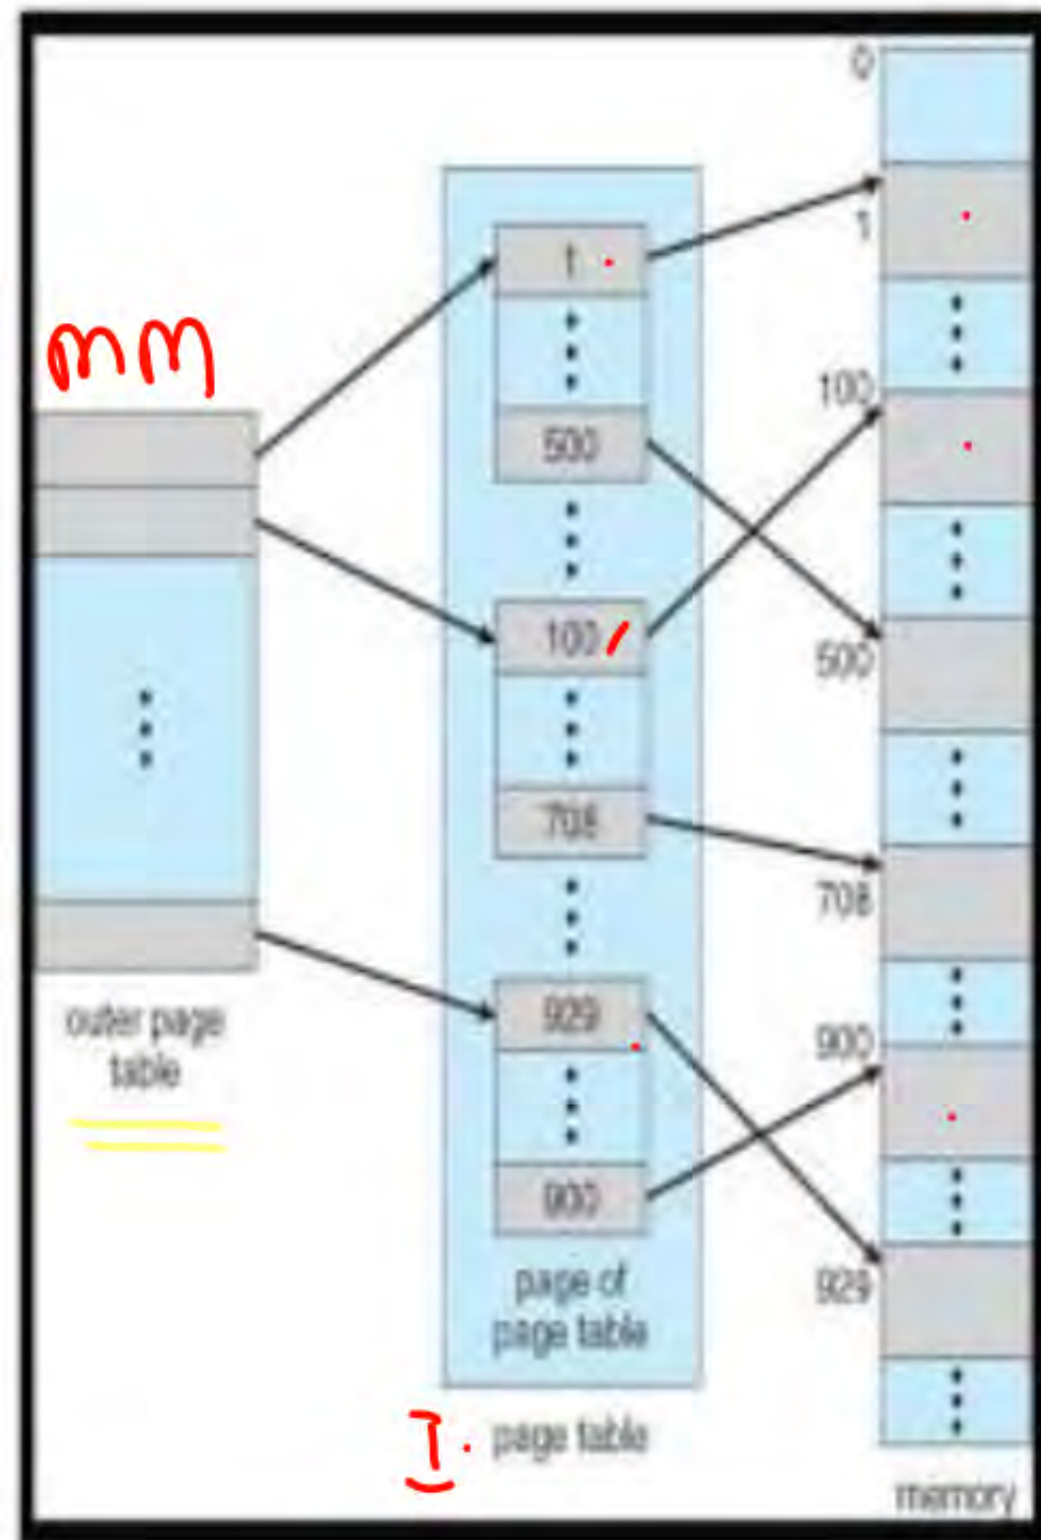 mm
outer page
table
1
500
100
708
929
900
page of
page table
I. page table
0
1
100
500
708
900
929
memory